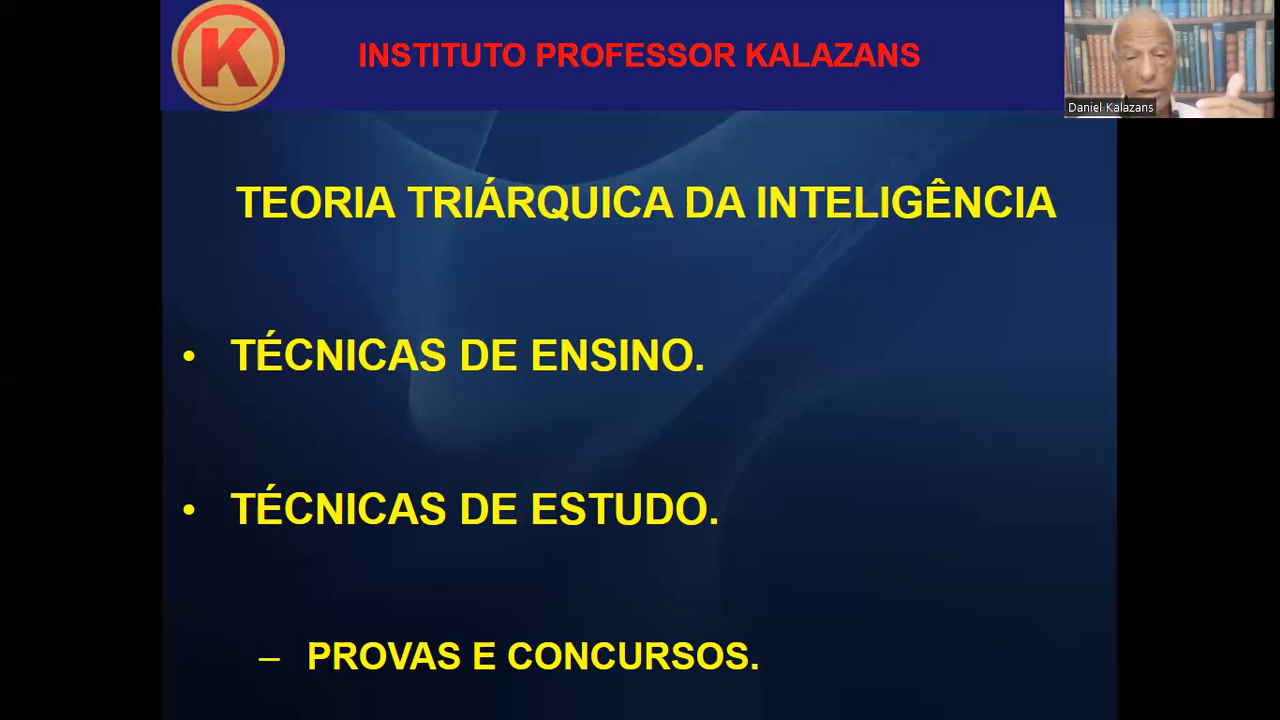 K
INSTITUTO PROFESSOR KALAZANS
Daniel Kalazans
TEORIA TRIÁRQUICA DA INTELIGÊNCIA
• TÉCNICAS DE ENSINO.
• TÉCNICAS DE ESTUDO.
– PROVAS E CONCURSOS.